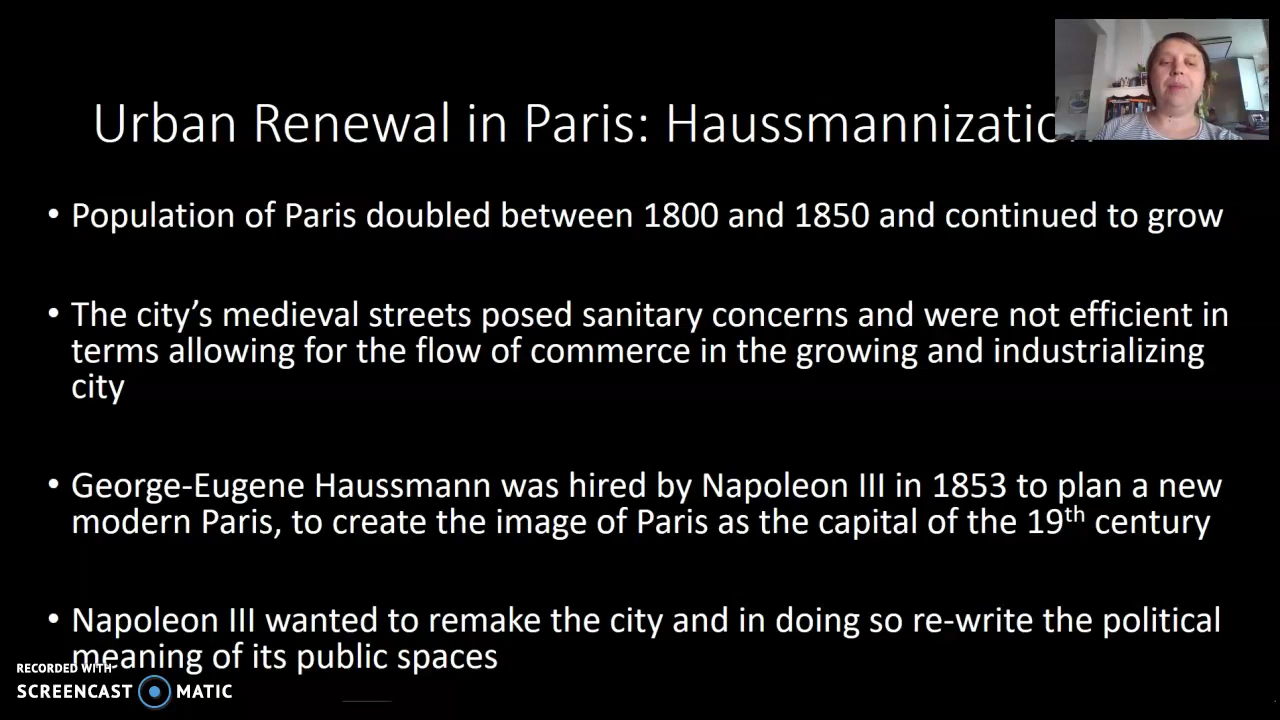 Urban Renewal in Paris: Haussmannizatio
• Population of Paris doubled between 1800 and 1850 and continued to grow
• The city’s medieval streets posed sanitary concerns and were not efficient in
terms allowing for the flow of commerce in the growing and industrializing
city
• George-Eugene Haussmann was hired by Napoleon III in 1853 to plan a new
modern Paris, to create the image of Paris as the capital of the 19th century
• Napoleon III wanted to remake the city and in doing so re-write the political
meaning of its public spaces
RECORDED WITH
SCREENCAST MATIC